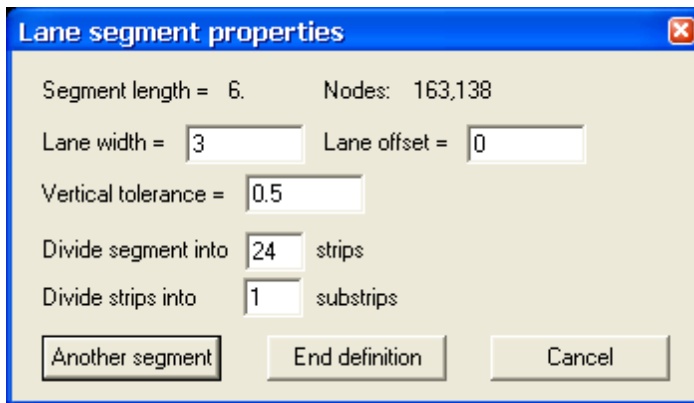 Lane segment properties
Segment length = 6. Nodes: 163,138
Lane width = 3 Lane offset = 0
Vertical tolerance = 0.5
Divide segment into 24 strips
Divide strips into 1 substrips
Another segment End definition Cancel